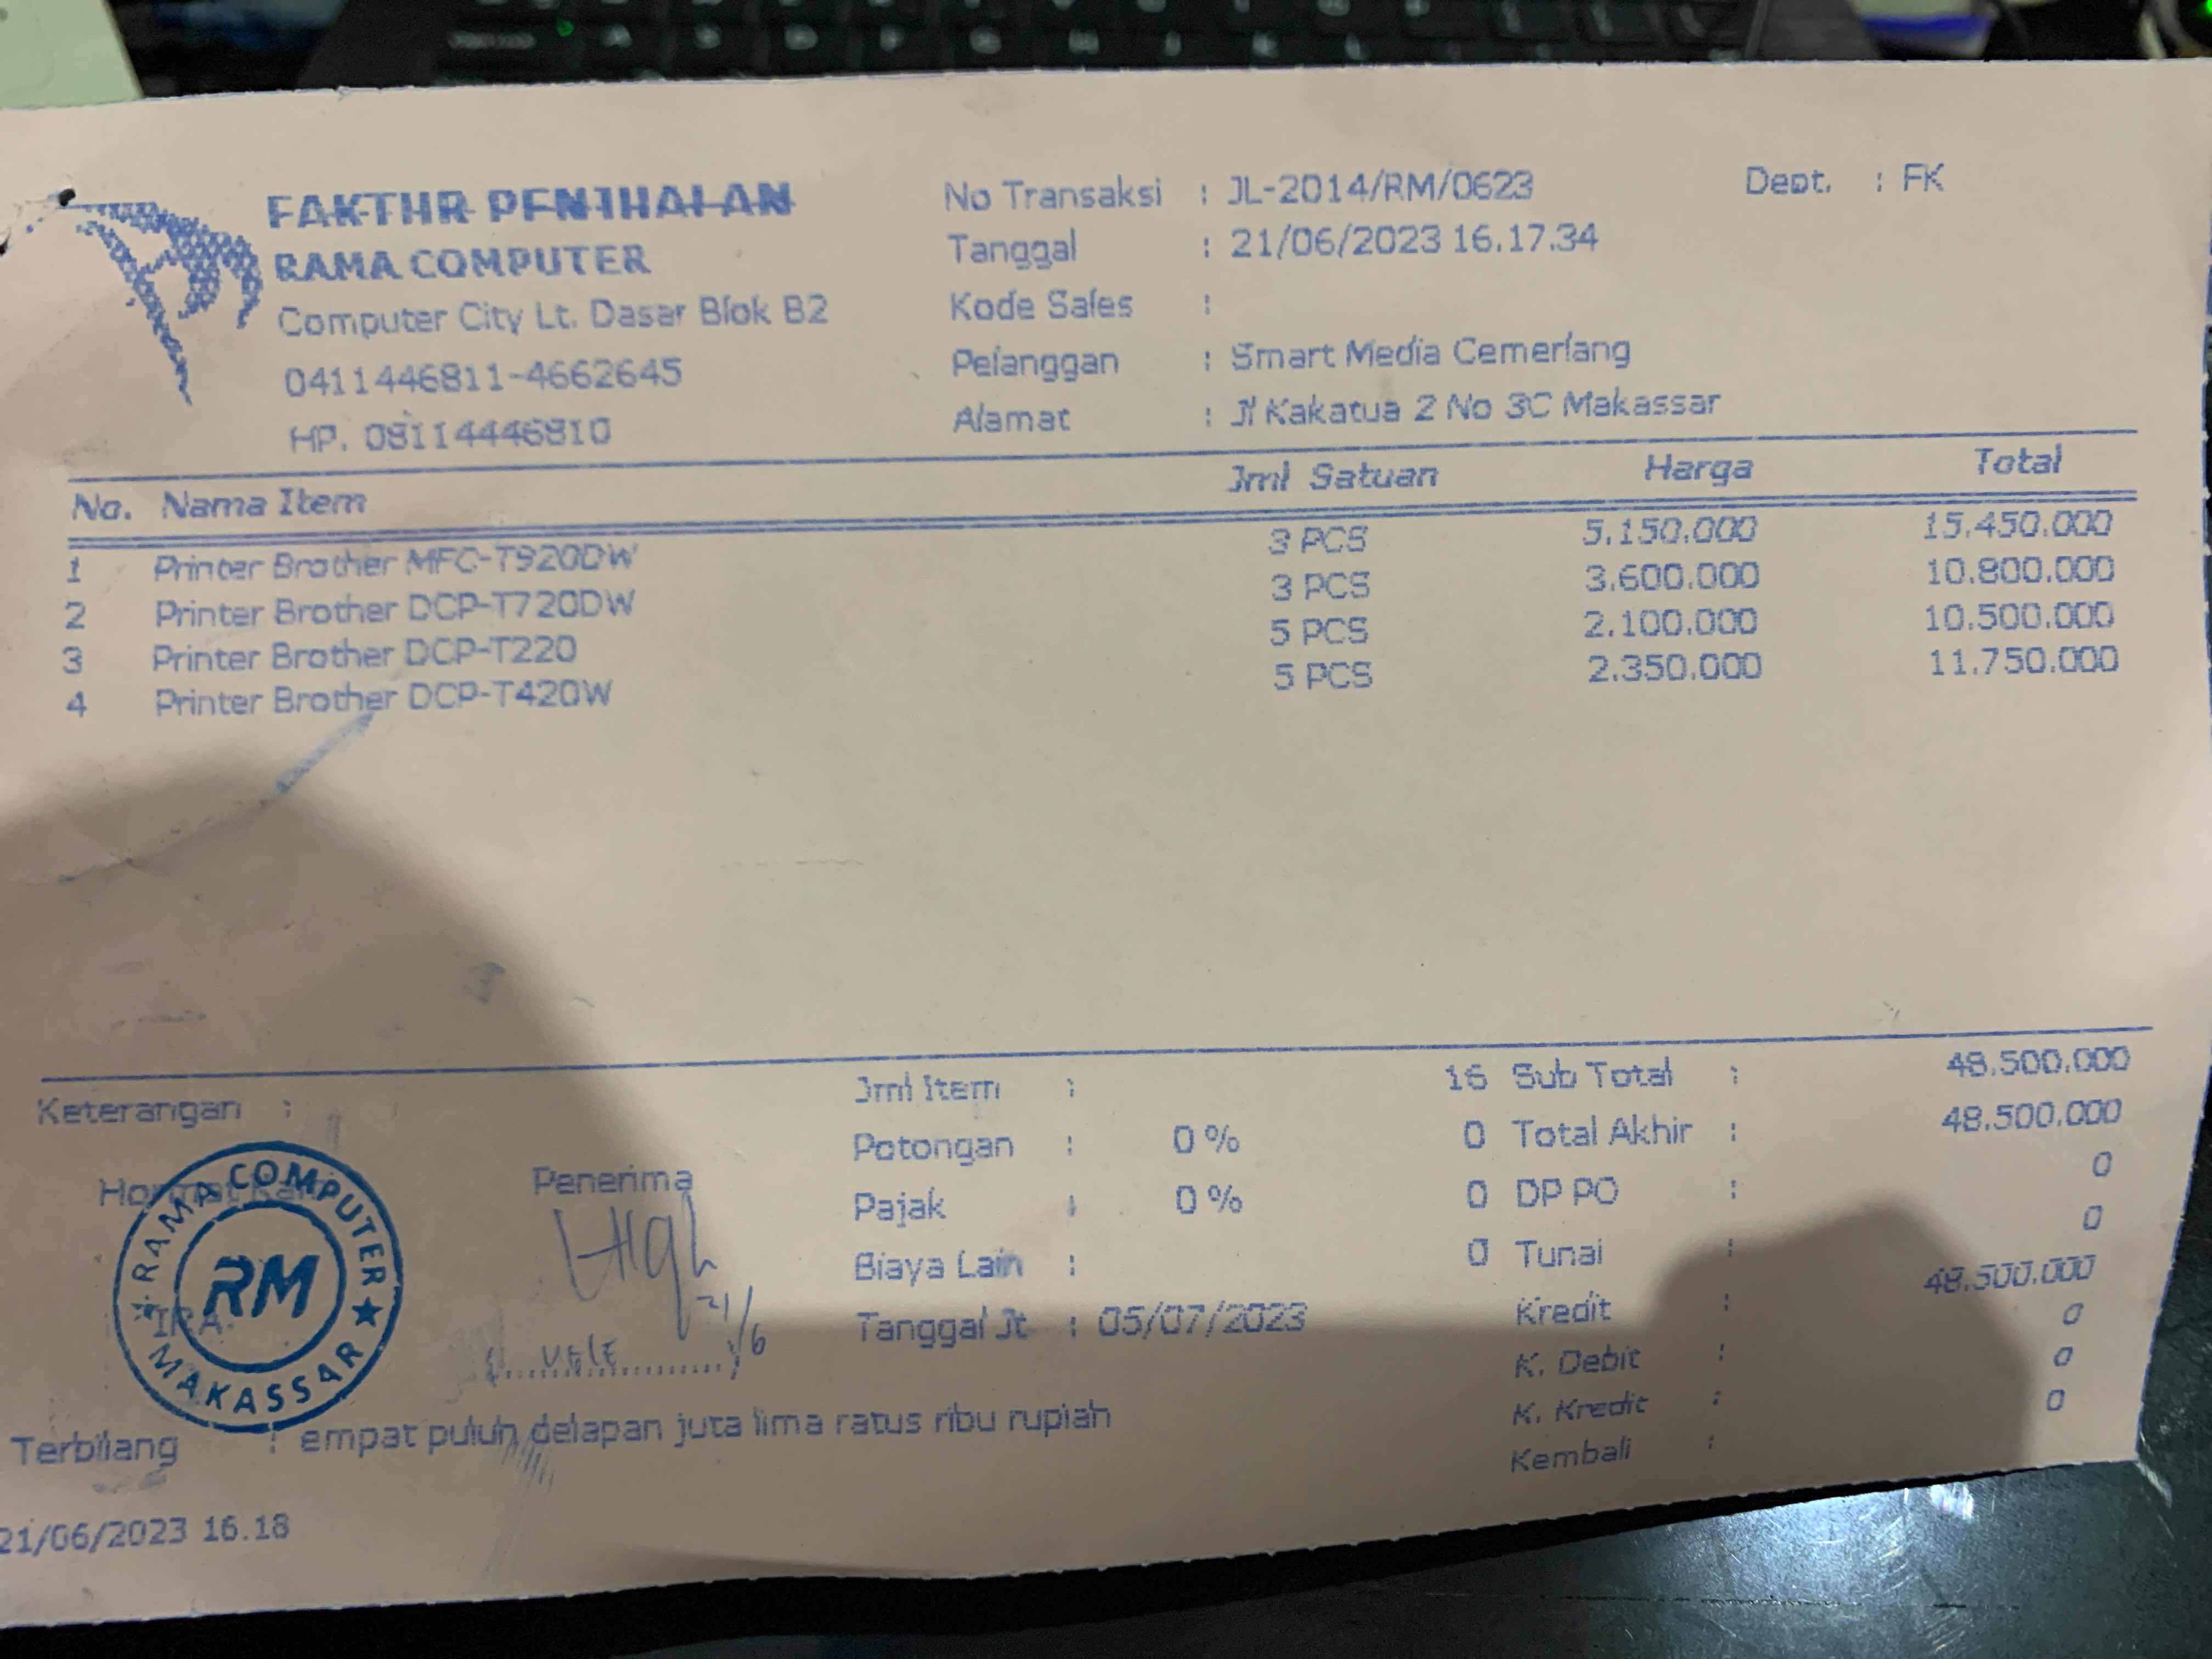 FAKTUR PENJUALAN
RAMA COMPUTER
Computer City Lt. Dasar Blok B2
0411446811-4662645
HP. 08114446810
No Transaksi : JL-2014/RM/0623
Dept. : FK
Tanggal : 21/06/2023 16.17.34
Kode Sales :
Pelanggan : Smart Media Cemerlang
Alamat : Jl Kakatua 2 No 3C Makassar
No. Nama Item Jml Satuan Harga Total
1 Printer Brother MFC-T920DW 3 PCS 5.150.000 15.450.000
2 Printer Brother DCP-T720DW 3 PCS 3.600.000 10.800.000
3 Printer Brother DCP-T220 5 PCS 2.100.000 10.500.000
4 Printer Brother DCP-T420W 5 PCS 2.350.000 11.750.000
Keterangan :
Hormat Kami
RAMA COMPUTER
RM
MAKASSAR
IRA
Penerima
21/6
Jml Item : 16
Potongan : 0 % 0
Pajak : 0 % 0
Biaya Lain : 0
Tanggal Jt : 05/07/2023
Sub Total : 48.500.000
Total Akhir : 48.500.000
DP PO : 0
Tunai : 0
Kredit : 48.500.000
K. Debit : 0
K. Kredit : 0
Kembali : 0
Terbilang : empat puluh delapan juta lima ratus ribu rupiah
21/06/2023 16.18